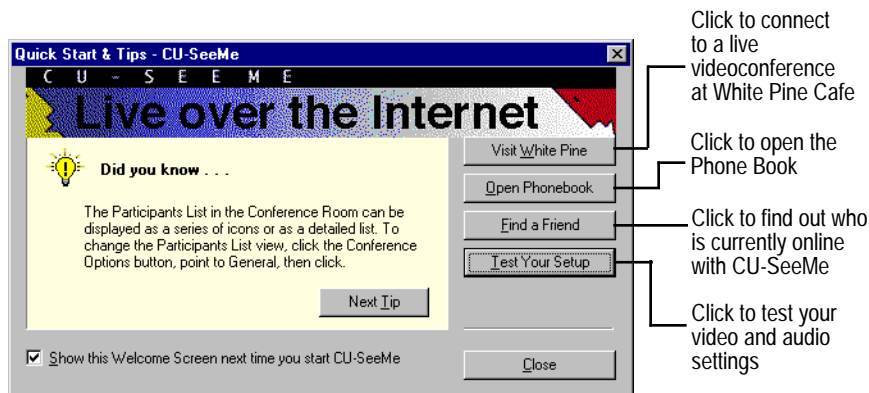 Quick Start & Tips - CU-SeeMe
C U - S E E M E
Live over the Internet
Did you know . . .
The Participants List in the Conference Room can be
displayed as a series of icons or as a detailed list. To
change the Participants List view, click the Conference
Options button, point to General, then click.
Next Tip
Show this Welcome Screen next time you start CU-SeeMe
Visit White Pine
Open Phonebook
Find a Friend
Test Your Setup
Close
Click to connect
to a live
videoconference
at White Pine Cafe
Click to open the
Phone Book
Click to find out who
is currently online
with CU-SeeMe
Click to test your
video and audio
settings